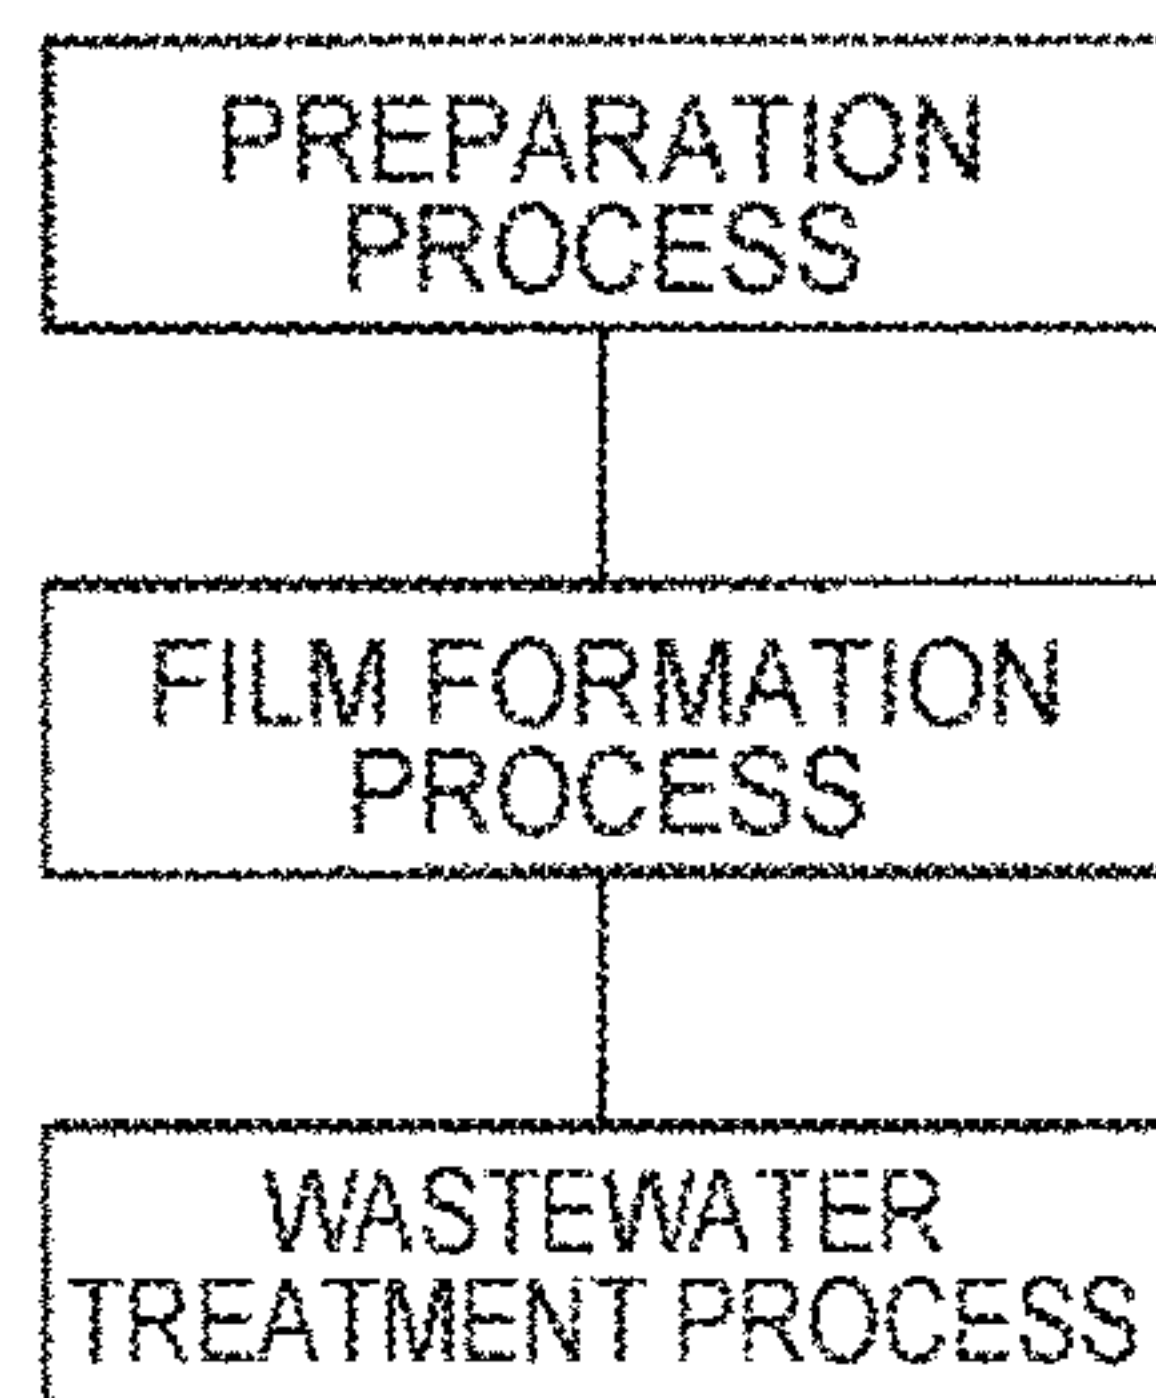 PREPARATION
PROCESS
FILM FORMATION
PROCESS
WASTEWATER
TREATMENT PROCESS